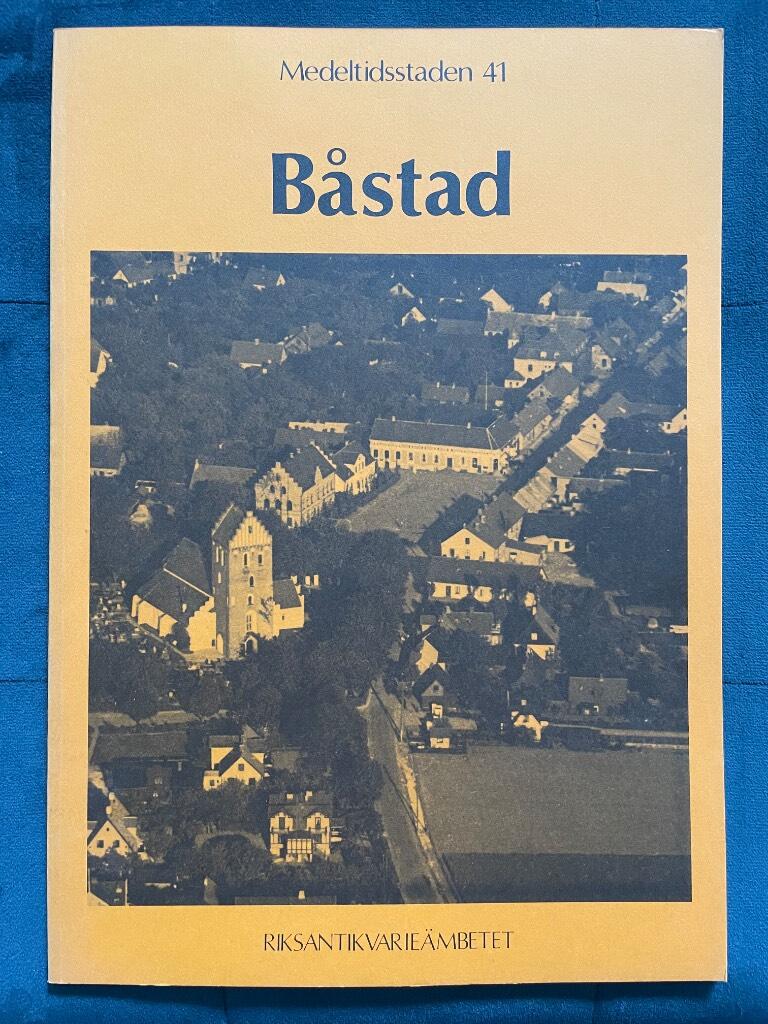 Medeltidsstaden 41
Båstad
RIKSANTIKVARIEÄMBETET